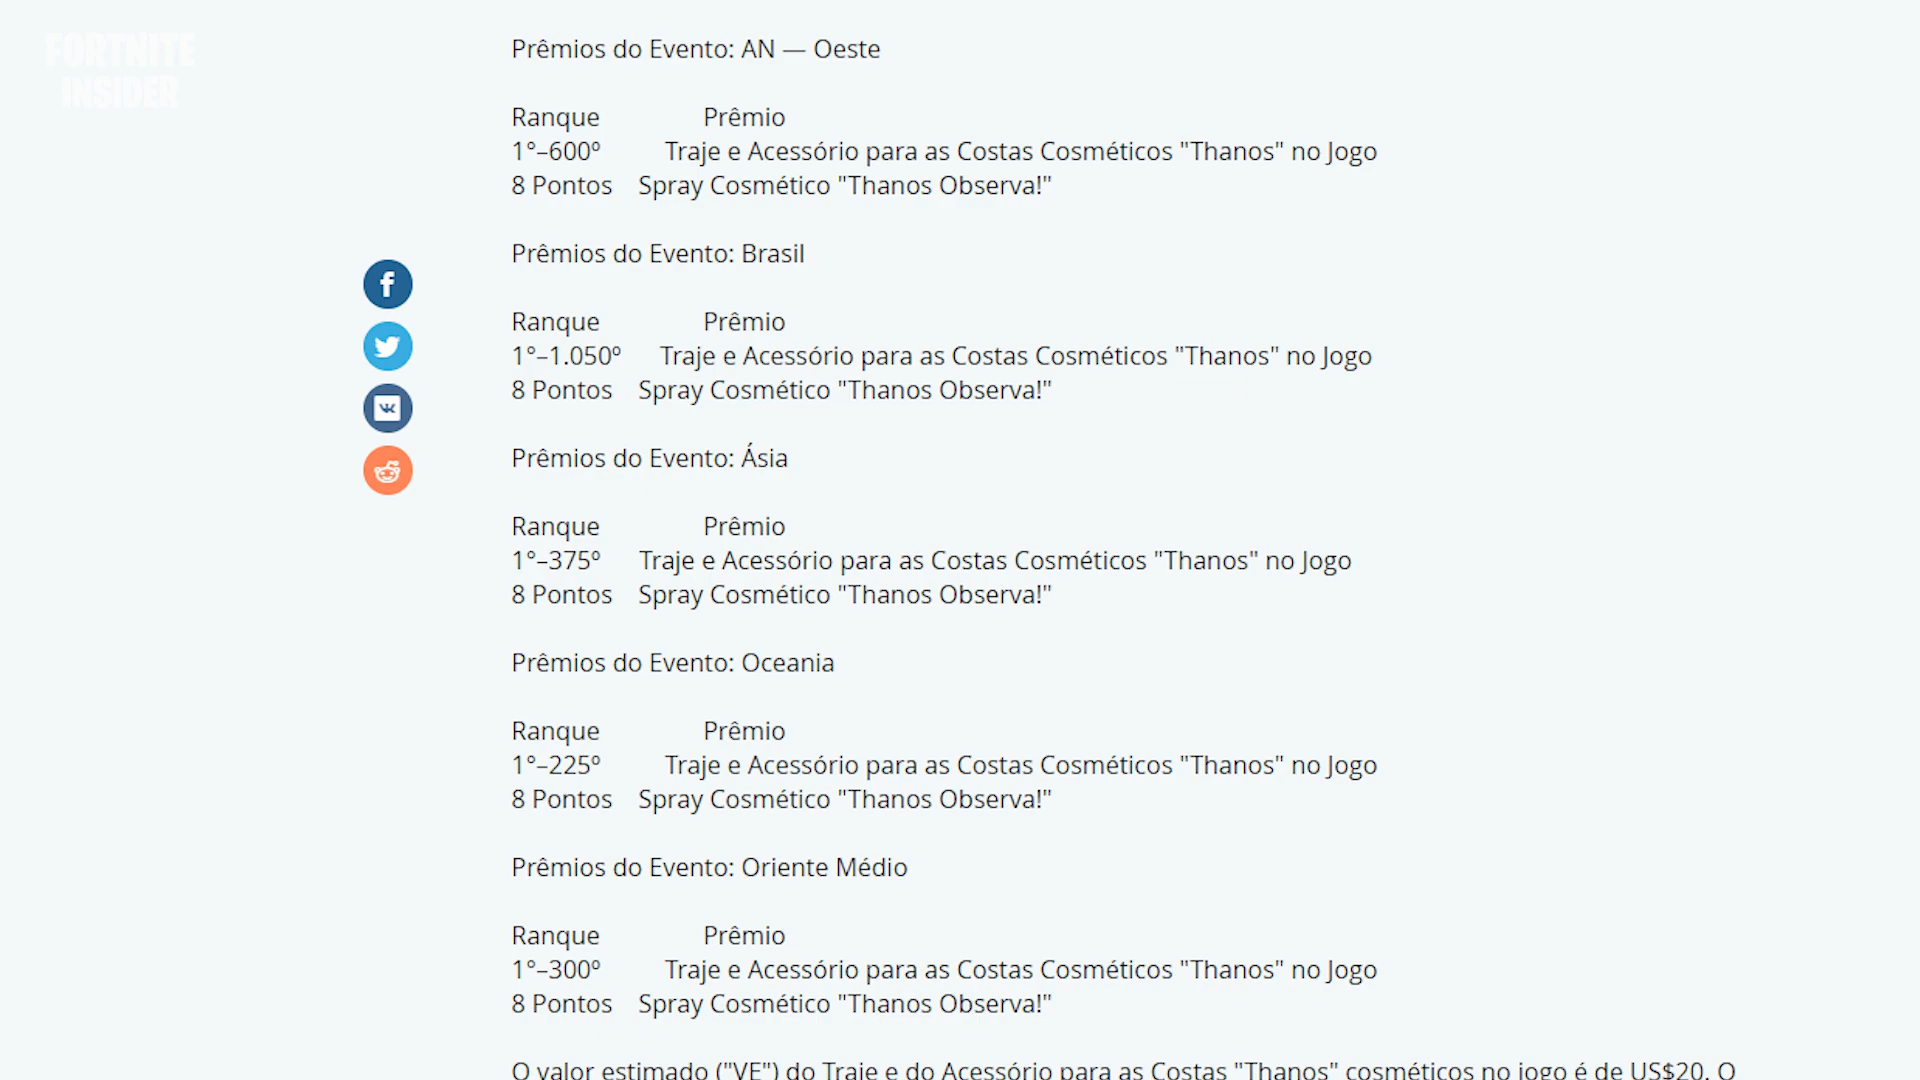 FORTNITE
INSIDER
Prêmios do Evento: AN — Oeste
Ranque Prêmio
1°–600º Traje e Acessório para as Costas Cosméticos "Thanos" no Jogo
8 Pontos Spray Cosmético "Thanos Observa!"
Prêmios do Evento: Brasil
Ranque Prêmio
1°–1.050º Traje e Acessório para as Costas Cosméticos "Thanos" no Jogo
8 Pontos Spray Cosmético "Thanos Observa!"
Prêmios do Evento: Ásia
Ranque Prêmio
1°–375º Traje e Acessório para as Costas Cosméticos "Thanos" no Jogo
8 Pontos Spray Cosmético "Thanos Observa!"
Prêmios do Evento: Oceania
Ranque Prêmio
1°–225º Traje e Acessório para as Costas Cosméticos "Thanos" no Jogo
8 Pontos Spray Cosmético "Thanos Observa!"
Prêmios do Evento: Oriente Médio
Ranque Prêmio
1°–300º Traje e Acessório para as Costas Cosméticos "Thanos" no Jogo
8 Pontos Spray Cosmético "Thanos Observa!"
O valor estimado ("VE") do Traje e do Acessório para as Costas "Thanos" cosméticos no jogo é de US$20. O